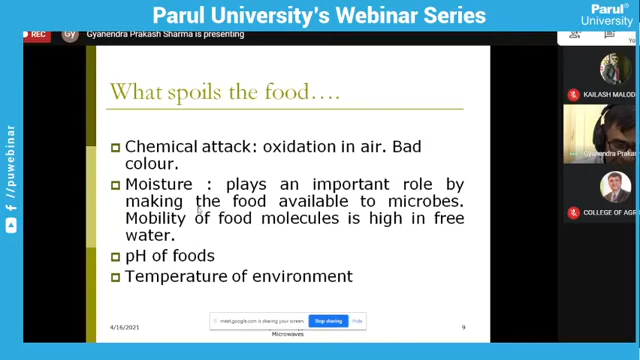 Parul University's Webinar Series
Parul®
University
REC
Gy
Gyanendra Prakash Sharma is presenting
Yo
What spoils the food....
Chemical attack: oxidation in air. Bad
colour.
Moisture : plays an important role by
making the food available to microbes.
Mobility of food molecules is high in free
water.
pH of foods
Temperature of environment
KAILASH MALOD
Gyanendra Prakas
COLLEGE OF AGR
/puwebinar
meet.google.com is sharing your screen.
Stop sharing
Hide
4/16/2021
Microwaves
9